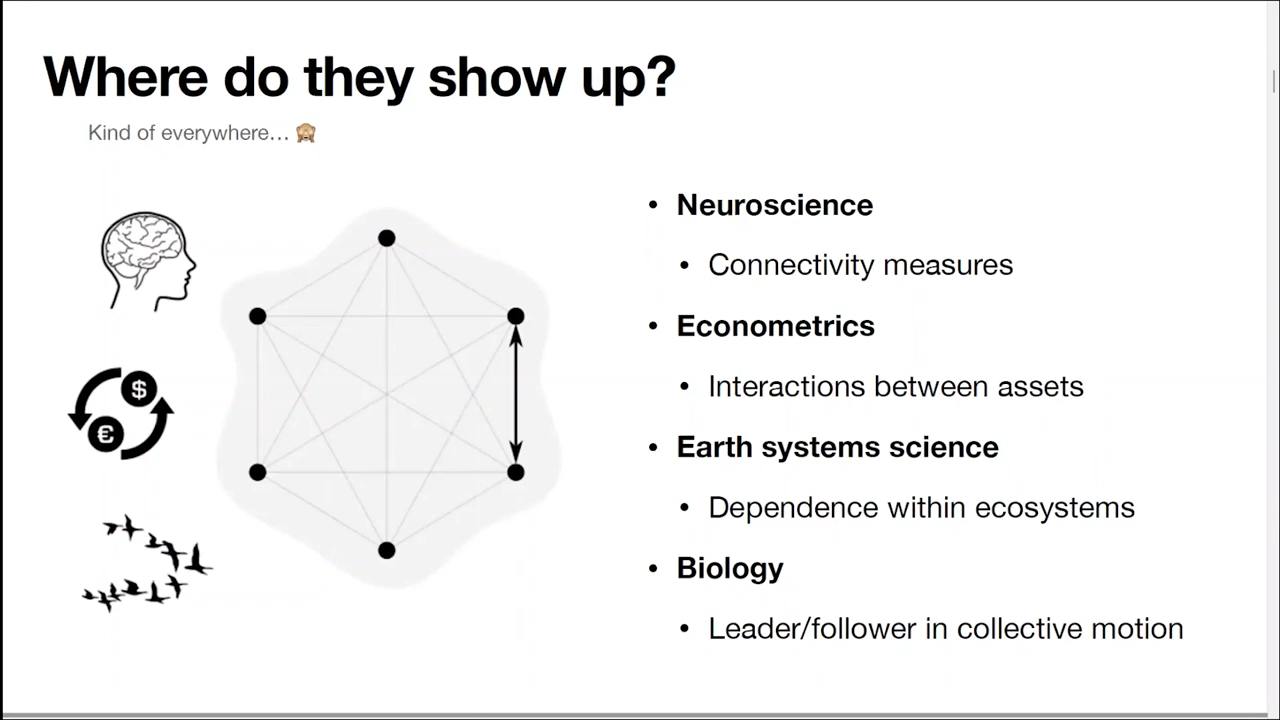 Where do they show up?
Kind of everywhere… 🙈
• Neuroscience
• Connectivity measures
• Econometrics
• Interactions between assets
• Earth systems science
• Dependence within ecosystems
• Biology
• Leader/follower in collective motion
$
€